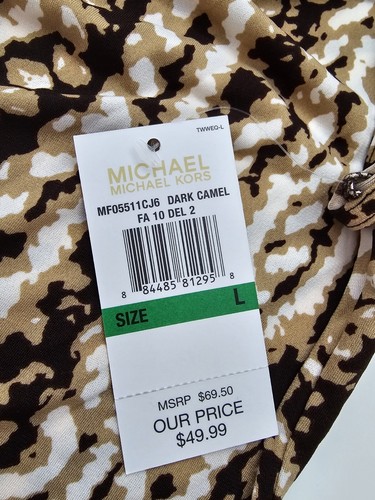 TWWEO-L
MICHAEL
MICHAEL KORS
MF05511CJ6 DARK CAMEL
FA 10 DEL 2
8 84485 81295 8
SIZE L
MSRP $69.50
OUR PRICE
$49.99